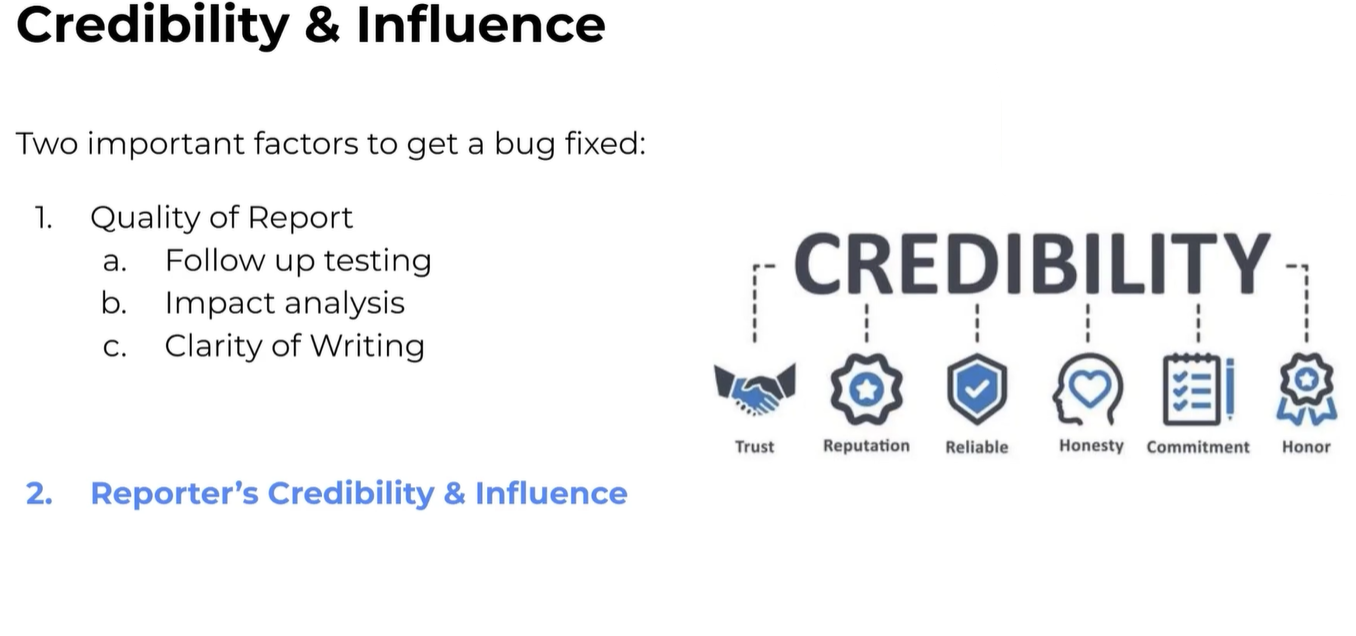 Credibility & Influence
Two important factors to get a bug fixed:
1. Quality of Report
a. Follow up testing
b. Impact analysis
c. Clarity of Writing
2. Reporter’s Credibility & Influence
CREDIBILITY
Trust Reputation Reliable Honesty Commitment Honor